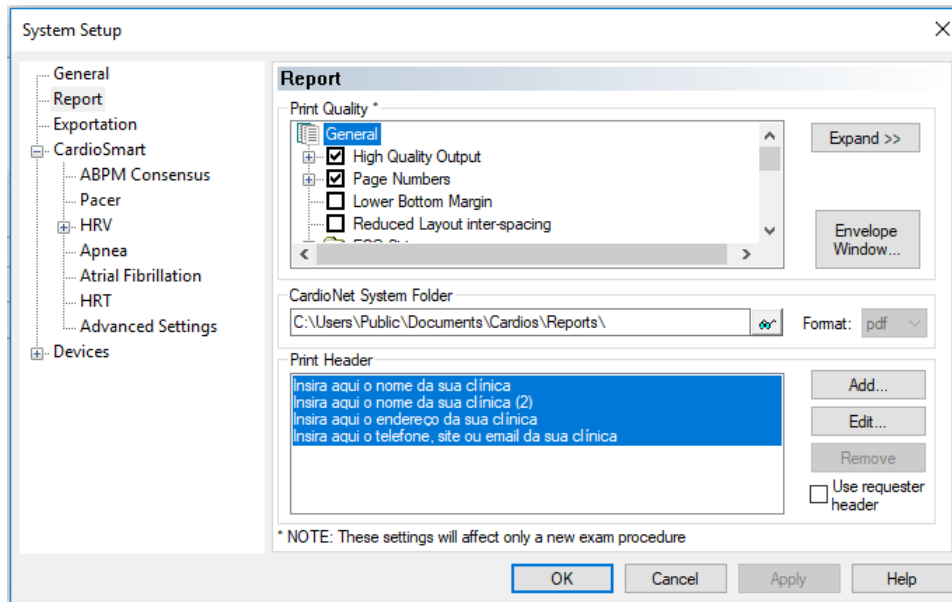 System Setup
General
Report
Exportation
CardioSmart
ABPM Consensus
Pacer
HRV
Apnea
Atrial Fibrillation
HRT
Advanced Settings
Devices
Report
Print Quality *
General
High Quality Output
Page Numbers
Lower Bottom Margin
Reduced Layout inter-spacing
Expand >>
Envelope
Window...
CardioNet System Folder
C:\Users\Public\Documents\Cardios\Reports\
Format: pdf
Print Header
Insira aqui o nome da sua clínica
Insira aqui o nome da sua clínica (2)
Insira aqui o endereço da sua clínica
Insira aqui o telefone, site ou email da sua clínica
Add...
Edit...
Remove
Use requester
header
* NOTE: These settings will affect only a new exam procedure
OK Cancel Apply Help